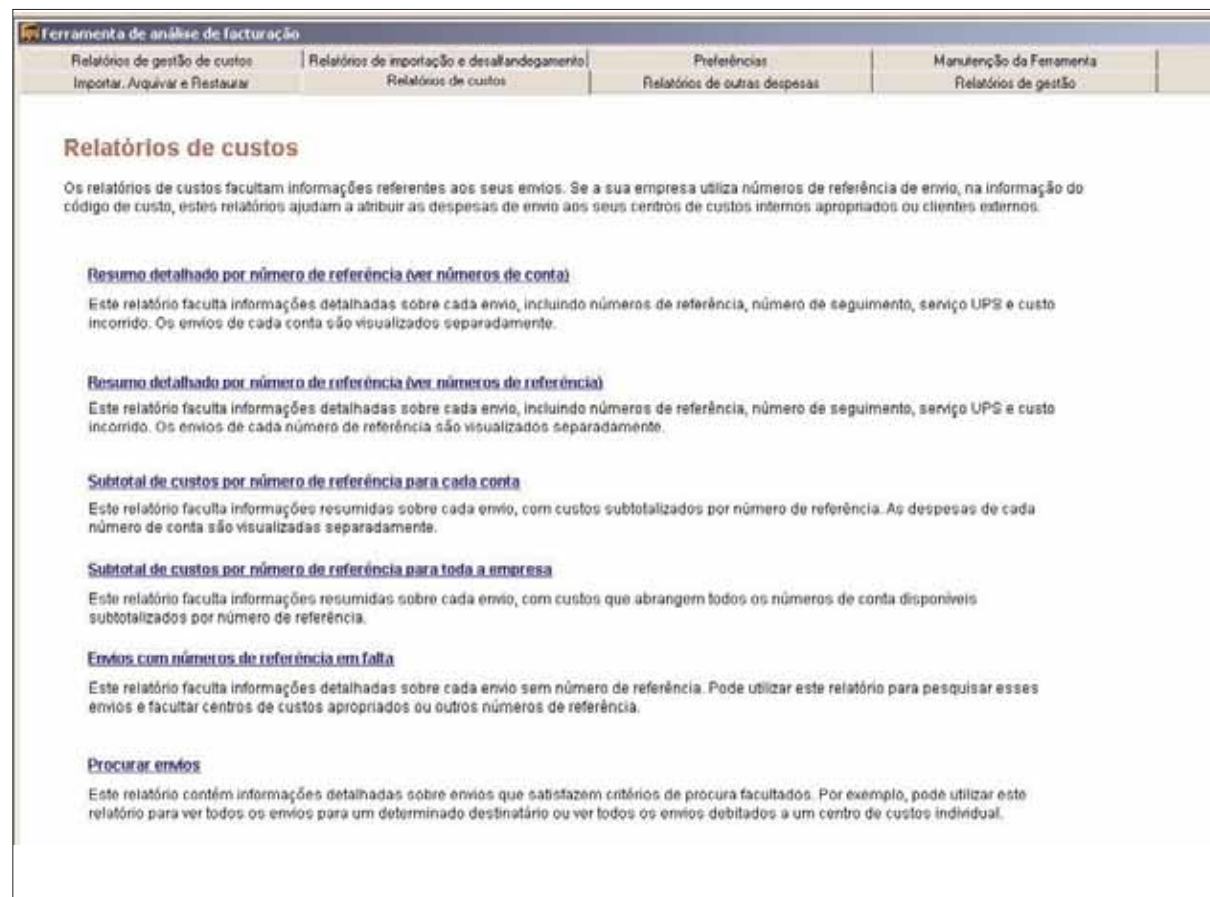 Ferramenta de análise de facturação
Relatórios de gestão de custos
Relatórios de importação e desalfandegamento
Preferências
Manutenção da Ferramenta
Importar, Arquivar e Restaurar
Relatórios de custos
Relatórios de outras despesas
Relatórios de gestão
Relatórios de custos
Os relatórios de custos facultam informações referentes aos seus envios. Se a sua empresa utiliza números de referência de envio, na informação do
código de custo, estes relatórios ajudam a atribuir as despesas de envio aos seus centros de custos internos apropriados ou clientes externos.
Resumo detalhado por número de referência (ver números de conta)
Este relatório faculta informações detalhadas sobre cada envio, incluindo números de referência, número de seguimento, serviço UPS e custo
incorrido. Os envios de cada conta são visualizados separadamente.
Resumo detalhado por número de referência (ver números de referência)
Este relatório faculta informações detalhadas sobre cada envio, incluindo números de referência, número de seguimento, serviço UPS e custo
incorrido. Os envios de cada número de referência são visualizados separadamente.
Subtotal de custos por número de referência para cada conta
Este relatório faculta informações resumidas sobre cada envio, com custos subtotalizados por número de referência. As despesas de cada
número de conta são visualizadas separadamente.
Subtotal de custos por número de referência para toda a empresa
Este relatório faculta informações resumidas sobre cada envio, com custos que abrangem todos os números de conta disponíveis
subtotalizados por número de referência.
Envios com números de referência em falta
Este relatório faculta informações detalhadas sobre cada envio sem número de referência. Pode utilizar este relatório para pesquisar esses
envios e facultar centros de custos apropriados ou outros números de referência.
Procurar envios
Este relatório contém informações detalhadas sobre envios que satisfazem critérios de procura facultados. Por exemplo, pode utilizar este
relatório para ver todos os envios para um determinado destinatário ou ver todos os envios debitados a um centro de custos individual.